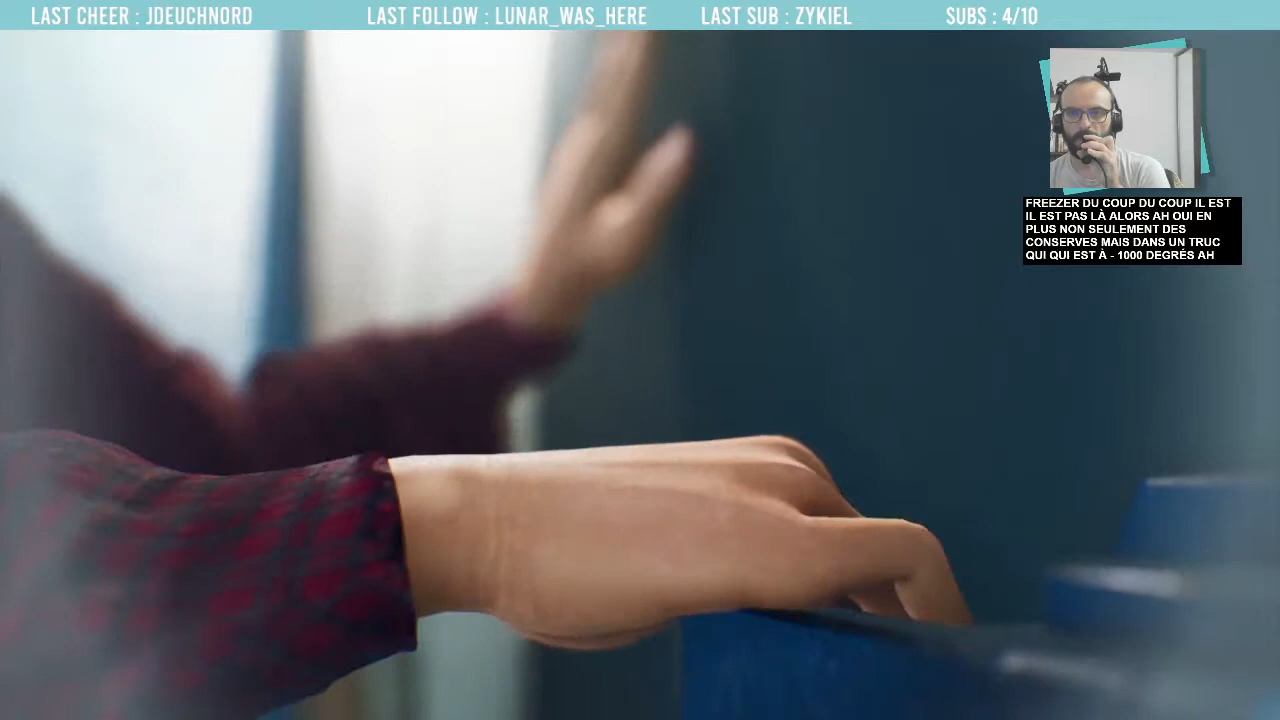 LAST CHEER : JDEUCHNORD LAST FOLLOW : LUNAR_WAS_HERE LAST SUB : ZYKIEL SUBS : 4/10
FREEZER DU COUP DU COUP IL EST
IL EST PAS LÀ ALORS AH OUI EN
PLUS NON SEULEMENT DES
CONSERVES MAIS DANS UN TRUC
QUI QUI EST À - 1000 DEGRÉS AH